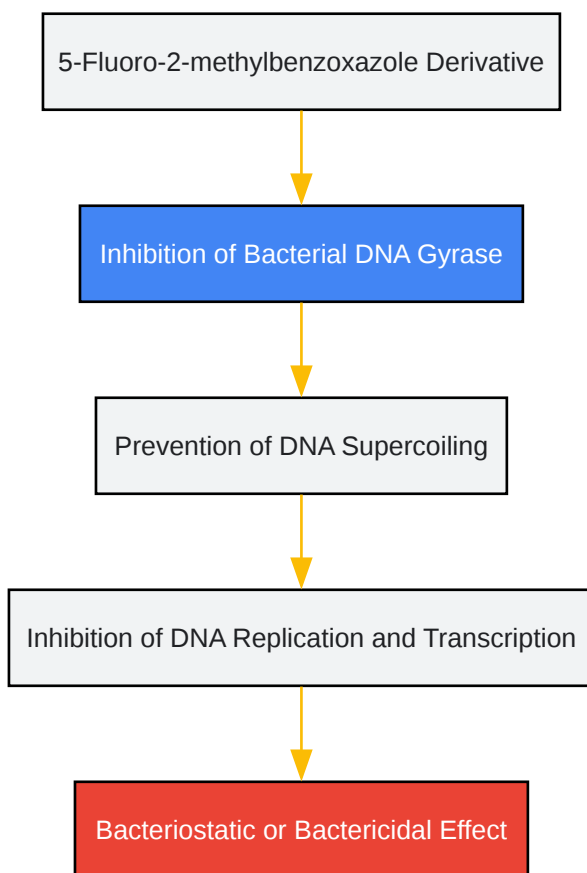 5-Fluoro-2-methylbenzoxazole Derivative
Inhibition of Bacterial DNA Gyrase
Prevention of DNA Supercoiling
Inhibition of DNA Replication and Transcription
Bacteriostatic or Bactericidal Effect